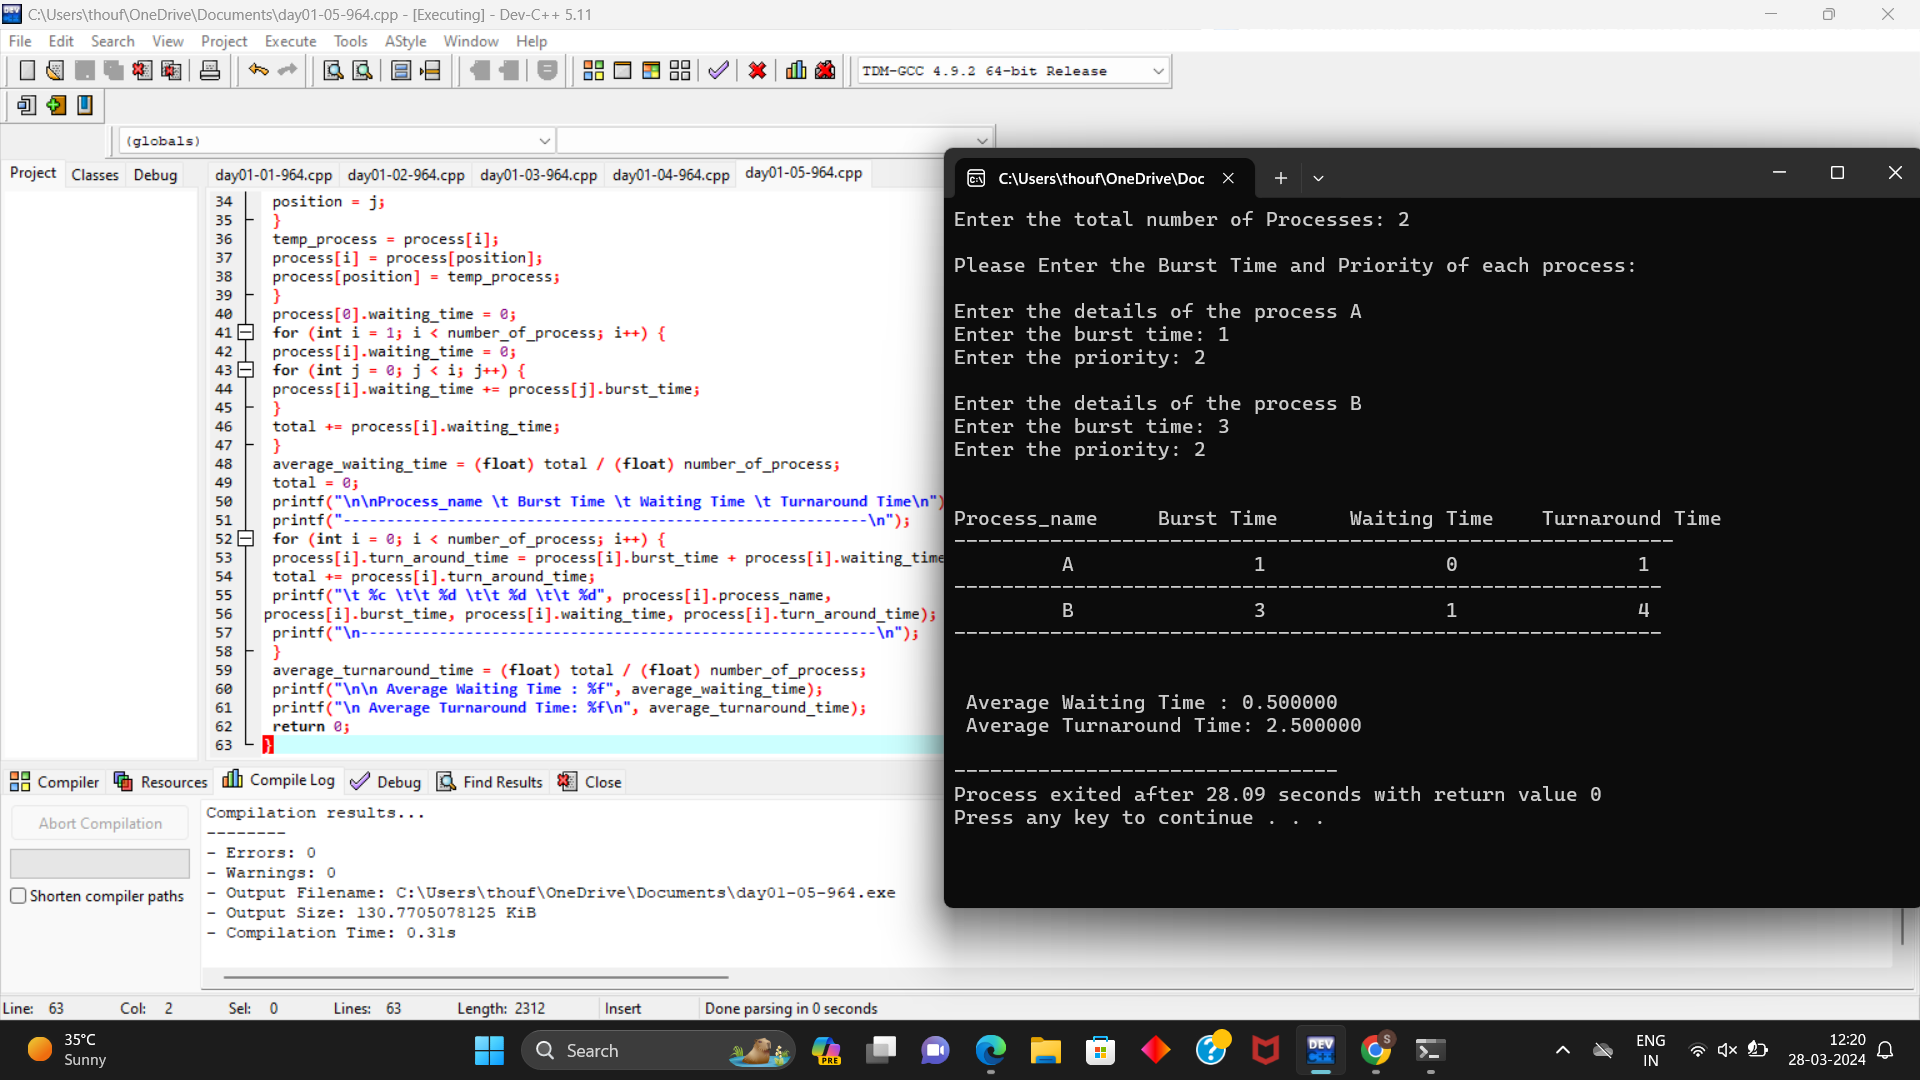 C:\Users\thouf\OneDrive\Documents\day01-05-964.cpp - [Executing] - Dev-C++ 5.11
File Edit Search View Project Execute Tools AStyle Window Help
TDM-GCC 4.9.2 64-bit Release
(globals)
Project Classes Debug
day01-01-964.cpp day01-02-964.cpp day01-03-964.cpp day01-04-964.cpp day01-05-964.cpp
34 position = j;
35 }
36 temp_process = process[i];
37 process[i] = process[position];
38 process[position] = temp_process;
39 }
40 process[0].waiting_time = 0;
41 for (int i = 1; i < number_of_process; i++) {
42 process[i].waiting_time = 0;
43 for (int j = 0; j < i; j++) {
44 process[i].waiting_time += process[j].burst_time;
45 }
46 total += process[i].waiting_time;
47 }
48 average_waiting_time = (float) total / (float) number_of_process;
49 total = 0;
50 printf("\n\nProcess_name \t Burst Time \t Waiting Time \t Turnaround Time\n")
51 printf("------------------------------------------------------------\n");
52 for (int i = 0; i < number_of_process; i++) {
53 process[i].turn_around_time = process[i].burst_time + process[i].waiting_time
54 total += process[i].turn_around_time;
55 printf("\t %c \t\t %d \t\t %d \t\t %d", process[i].process_name,
56 process[i].burst_time, process[i].waiting_time, process[i].turn_around_time);
57 printf("\n-----------------------------------------------------------\n");
58 }
59 average_turnaround_time = (float) total / (float) number_of_process;
60 printf("\n\n Average Waiting Time : %f", average_waiting_time);
61 printf("\n Average Turnaround Time: %f\n", average_turnaround_time);
62 return 0;
63 }
C:\Users\thouf\OneDrive\Doc
Enter the total number of Processes: 2
Please Enter the Burst Time and Priority of each process:
Enter the details of the process A
Enter the burst time: 1
Enter the priority: 2
Enter the details of the process B
Enter the burst time: 3
Enter the priority: 2
Process_name Burst Time Waiting Time Turnaround Time
------------------------------------------------------------
A 1 0 1
-----------------------------------------------------------
B 3 1 4
-----------------------------------------------------------
Average Waiting Time : 0.500000
Average Turnaround Time: 2.500000
--------------------------------
Process exited after 28.09 seconds with return value 0
Press any key to continue . . .
Compiler Resources Compile Log Debug Find Results Close
Abort Compilation
Shorten compiler paths
Compilation results...
--------
- Errors: 0
- Warnings: 0
- Output Filename: C:\Users\thouf\OneDrive\Documents\day01-05-964.exe
- Output Size: 130.7705078125 KiB
- Compilation Time: 0.31s
Line: 63 Col: 2 Sel: 0 Lines: 63 Length: 2312 Insert Done parsing in 0 seconds
35°C
Sunny
Search
PRE
DEV
S
ENG
IN
12:20
28-03-2024